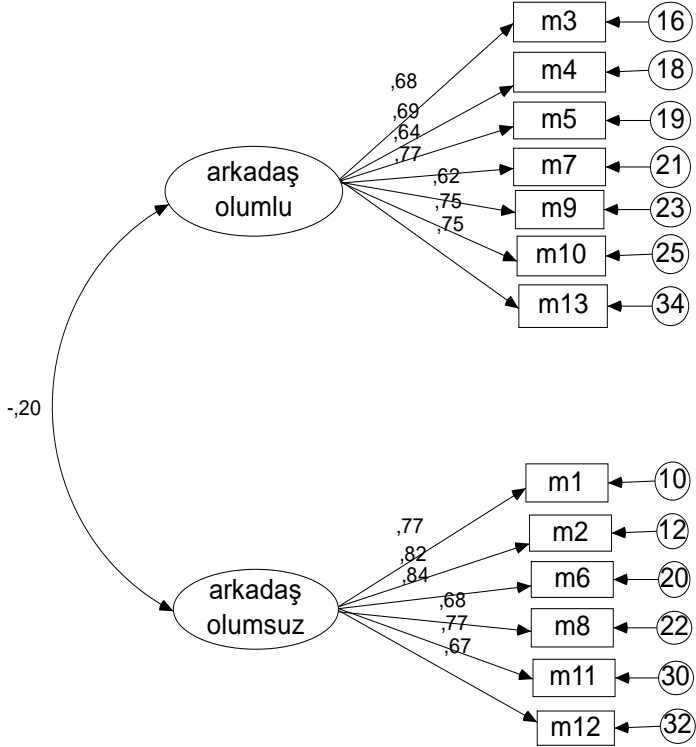 m3
16
,68
m4
18
,69
m5
19
,64
,77
m7
21
arkadaş
olumlu
,62
m9
23
,75
,75
m10
25
m13
34
-,20
m1
10
,77
m2
12
,82
,84
m6
20
arkadaş
olumsuz
,68
m8
22
,77
,67
m11
30
m12
32